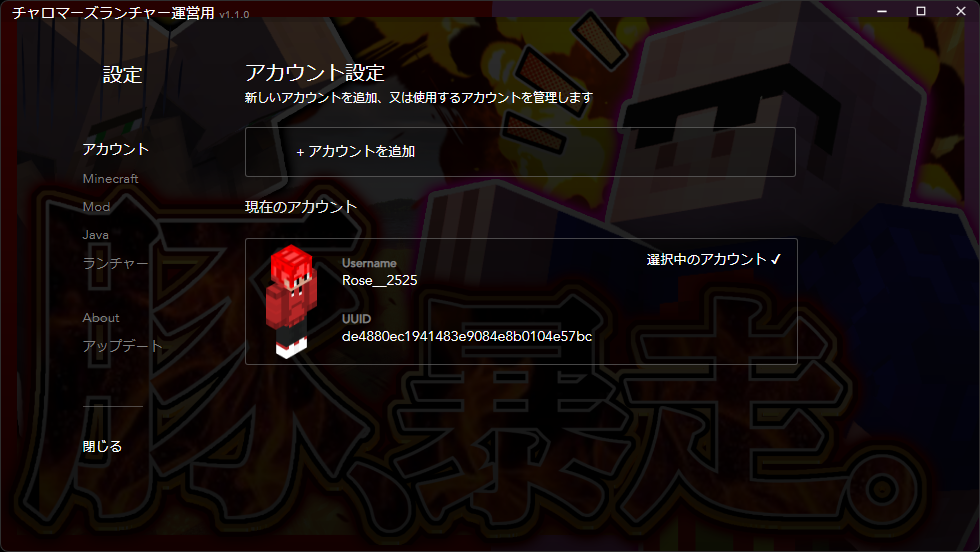 チャロマーズランチャー運営用 v1.1.0
設定
アカウント
Minecraft
Mod
Java
ランチャー
About
アップデート
閉じる
アカウント設定
新しいアカウントを追加、又は使用するアカウントを管理します
+ アカウントを追加
現在のアカウント
選択中のアカウント ✓
Username
Rose__2525
UUID
de4880ec1941483e9084e8b0104e57bc
豚暴走。